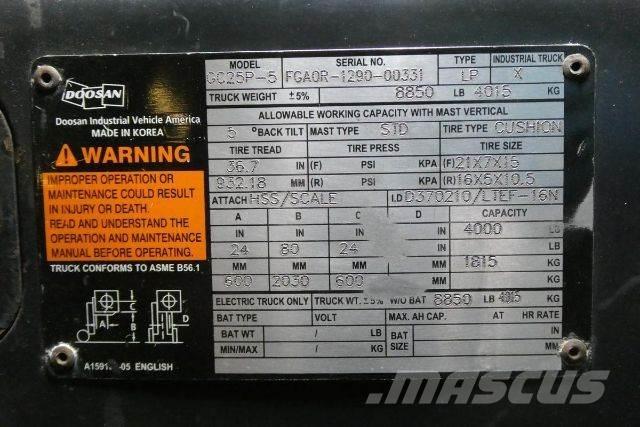 DOOSAN
Doosan Industrial Vehicle America
MADE IN KOREA
WARNING
IMPROPER OPERATION OR
MAINTENANCE COULD RESULT
IN INJURY OR DEATH.
READ AND UNDERSTAND THE
OPERATION AND MAINTENANCE
MANUAL BEFORE OPERATING.
TRUCK CONFORMS TO ASME B56.1
A C B D
ENGLISH
MODEL SERIAL NO. TYPE INDUSTRIAL TRUCK
GC25P-5 FGA0R-1290-00331 LP X
TRUCK WEIGHT ±5% 8850 LB 4015 KG
ALLOWABLE WORKING CAPACITY WITH MAST VERTICAL
5 °BACK TILT MAST TYPE STD TIRE TYPE CUSHION
TIRE TREAD TIRE PRESS TIRE SIZE
36.7 IN (F) PSI KPA (F) 21X7X15
932.18 MM (R) PSI KPA (R) 16X6X10.5
ATTACH HSS/SCALE I.D D370210/LTEF-16N
A B C CAPACITY
IN IN IN IN 4000 LB
24 80 24
MM MM MM MM 1815 KG
600 2030 600
ELECTRIC TRUCK ONLY TRUCK WT. ±5% W/O BAT 8850 LB 4015 KG
BAT TYPE VOLT MAX. AH CAP. AT HR RATE
BAT WT / LB BAT SIZE IN
MIN/MAX / KG MM
MASCUS